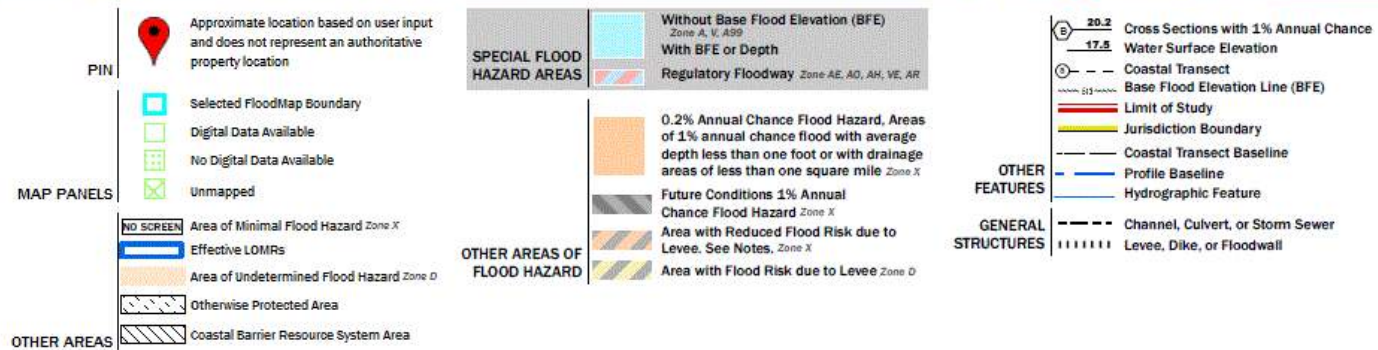 PIN
Approximate location based on user input
and does not represent an authoritative
property location
MAP PANELS
Selected FloodMap Boundary
Digital Data Available
No Digital Data Available
Unmapped
OTHER AREAS
NO SCREEN Area of Minimal Flood Hazard Zone X
Effective LOMRs
Area of Undetermined Flood Hazard Zone D
Otherwise Protected Area
Coastal Barrier Resource System Area
SPECIAL FLOOD
HAZARD AREAS
Without Base Flood Elevation (BFE)
Zone A, V, A99
With BFE or Depth
Regulatory Floodway Zone AE, AO, AH, VE, AR
OTHER AREAS OF
FLOOD HAZARD
0.2% Annual Chance Flood Hazard, Areas
of 1% annual chance flood with average
depth less than one foot or with drainage
areas of less than one square mile Zone X
Future Conditions 1% Annual
Chance Flood Hazard Zone X
Area with Reduced Flood Risk due to
Levee. See Notes. Zone X
Area with Flood Risk due to Levee Zone D
OTHER
FEATURES
B 20.2 Cross Sections with 1% Annual Chance
17.5 Water Surface Elevation
8 Coastal Transect
513 Base Flood Elevation Line (BFE)
Limit of Study
Jurisdiction Boundary
Coastal Transect Baseline
Profile Baseline
Hydrographic Feature
GENERAL
STRUCTURES
Channel, Culvert, or Storm Sewer
Levee, Dike, or Floodwall